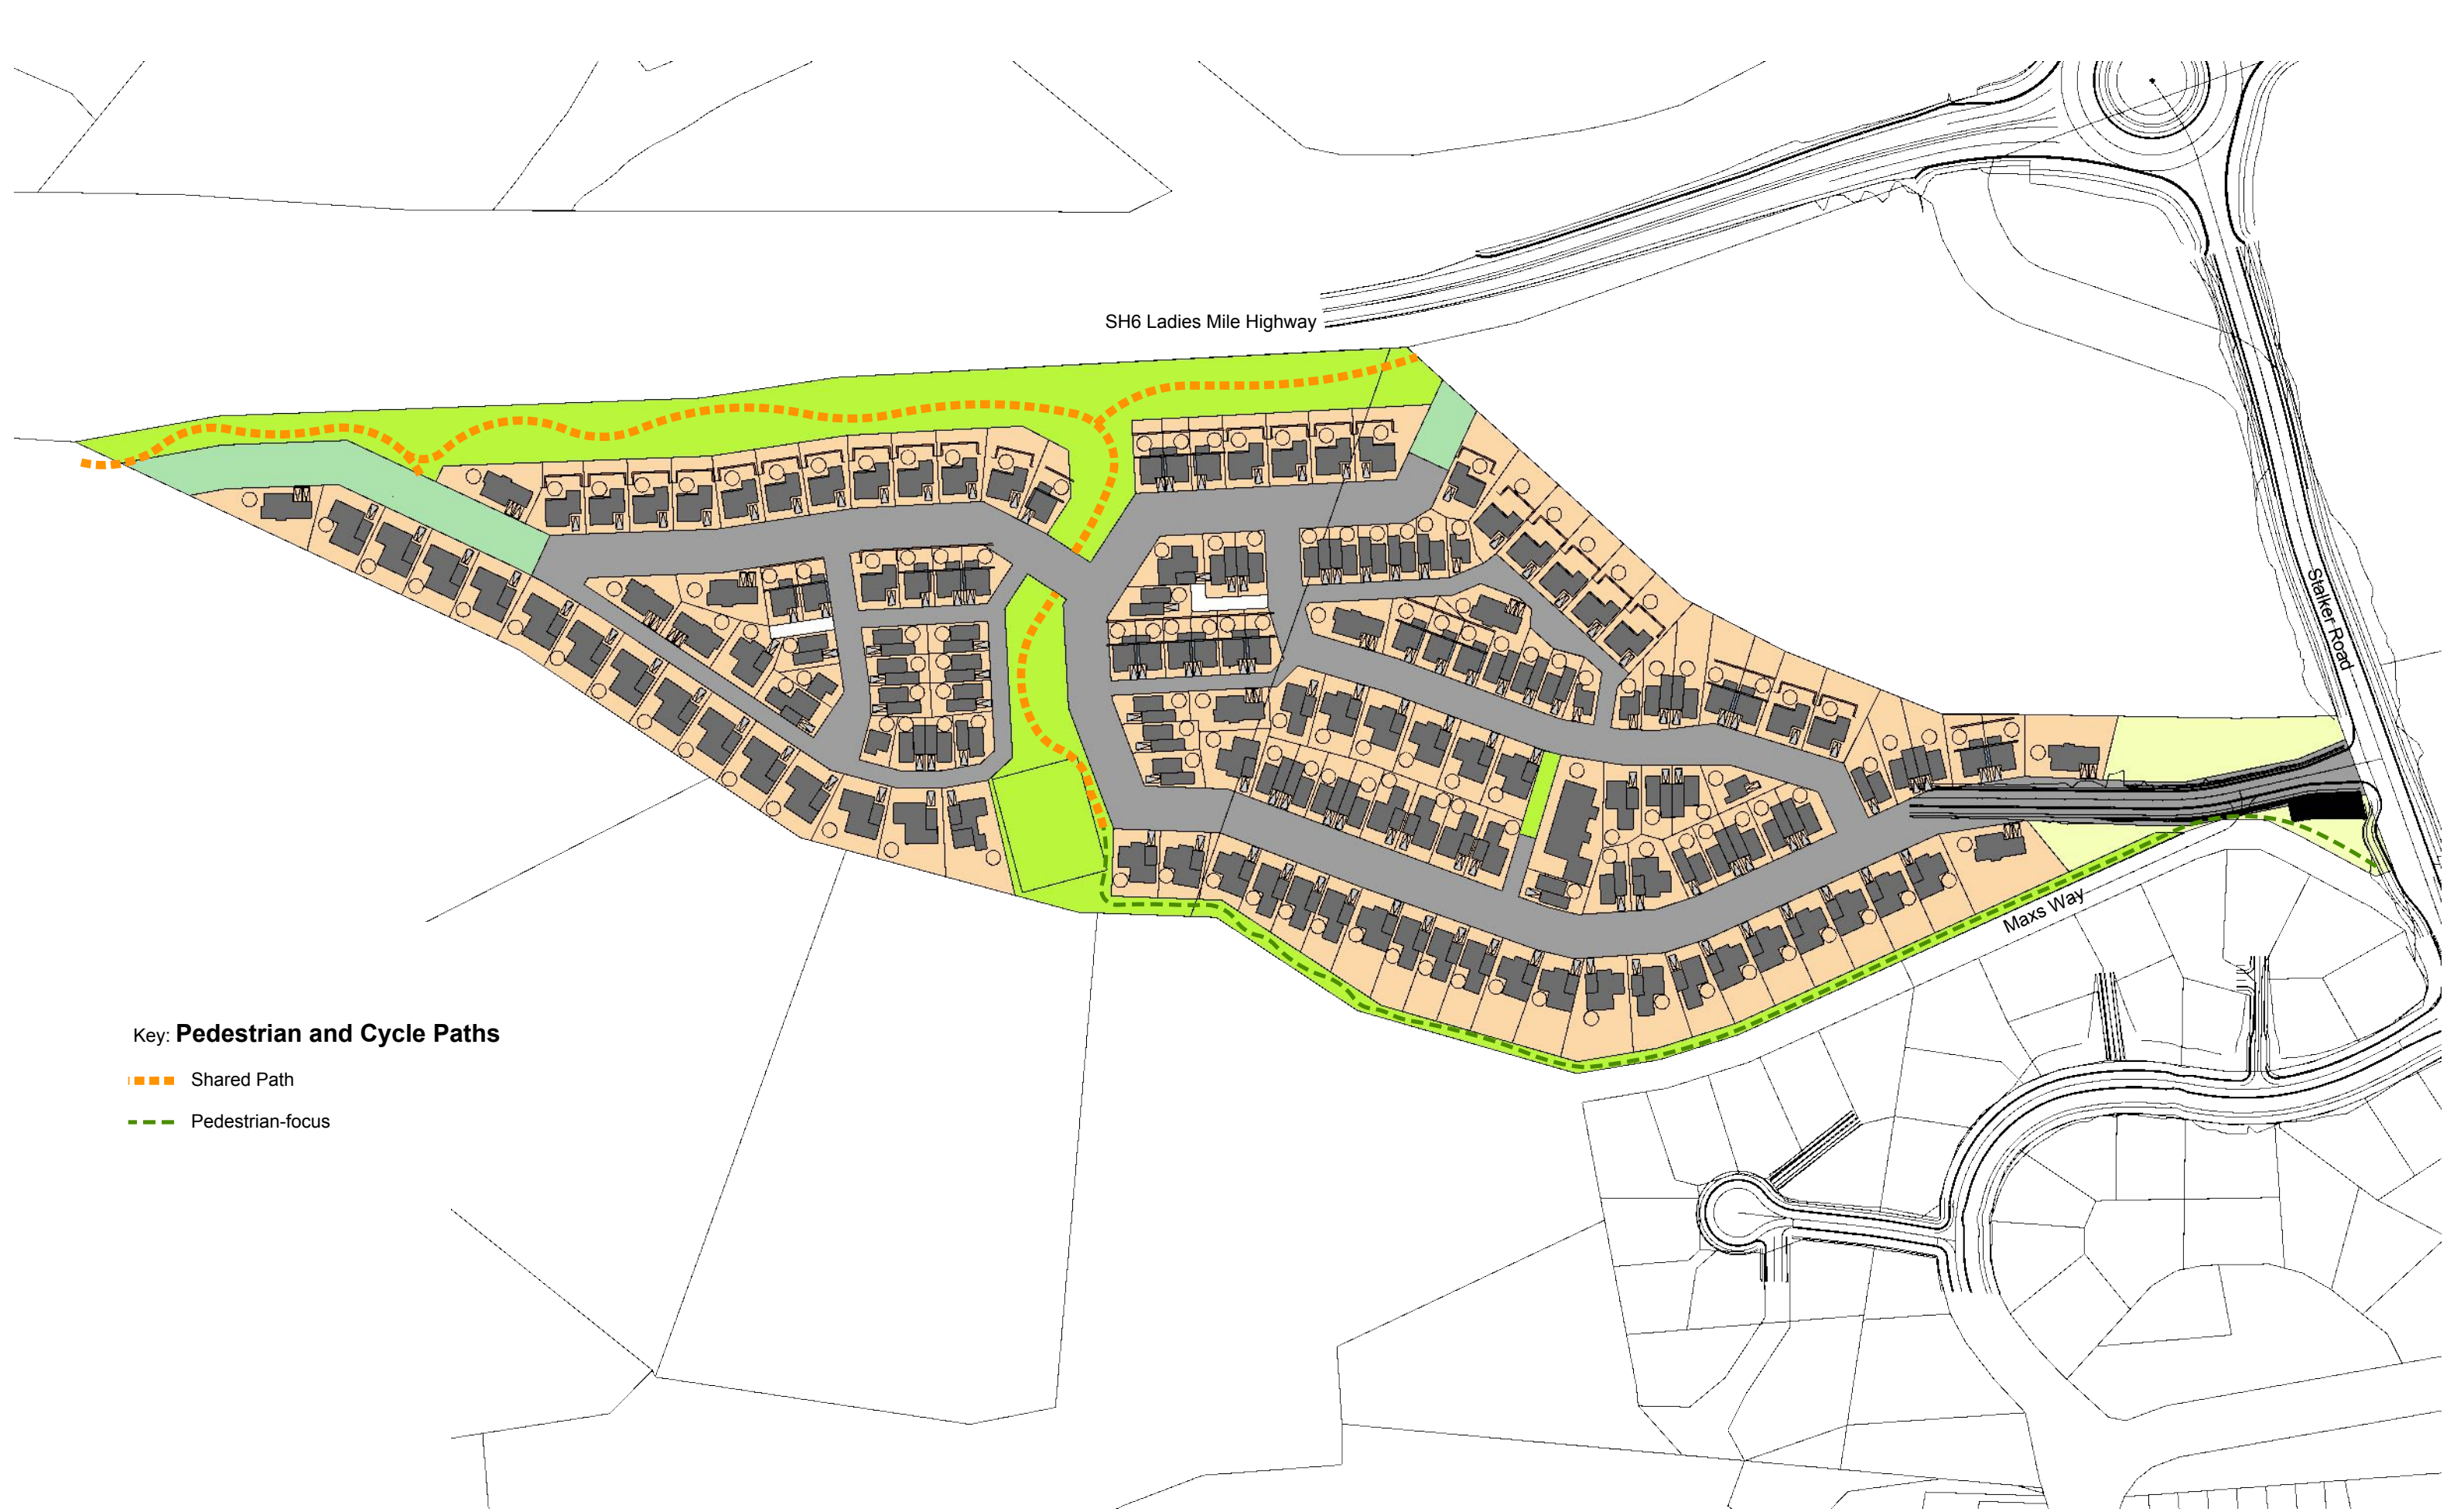 SH6 Ladies Mile Highway
Stalker Road
Maxs Way
Key: Pedestrian and Cycle Paths
Shared Path
Pedestrian-focus